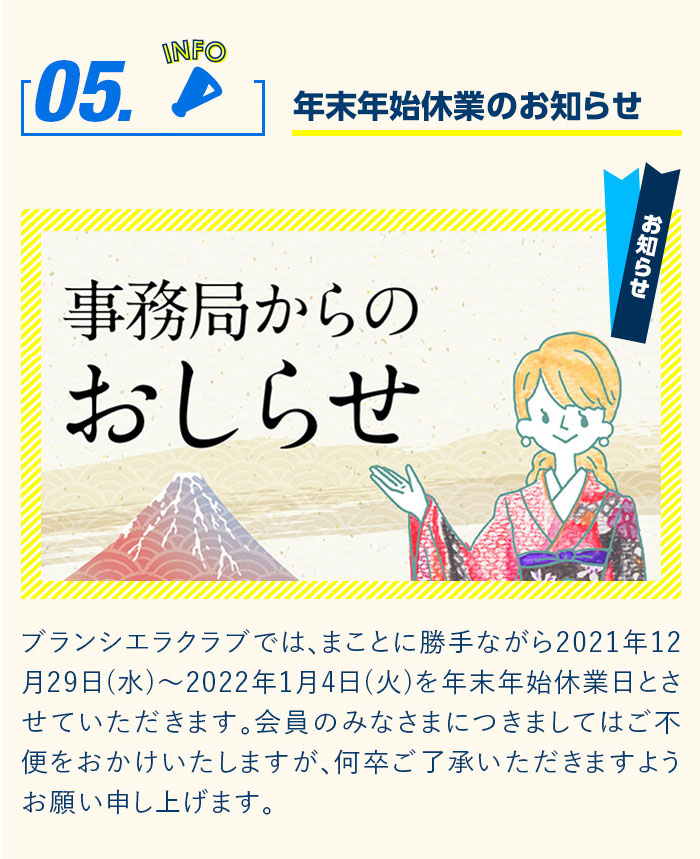 05.
INFO
年末年始休業のお知らせ
お知らせ
事務局からの
おしらせ
ブランシエラクラブでは、まことに勝手ながら2021年12
月29日(水)～2022年1月4日(火)を年末年始休業日とさ
せていただきます。会員のみなさまにつきましてはご不
便をおかけいたしますが、何卒ご了承いただきますよう
お願い申し上げます。